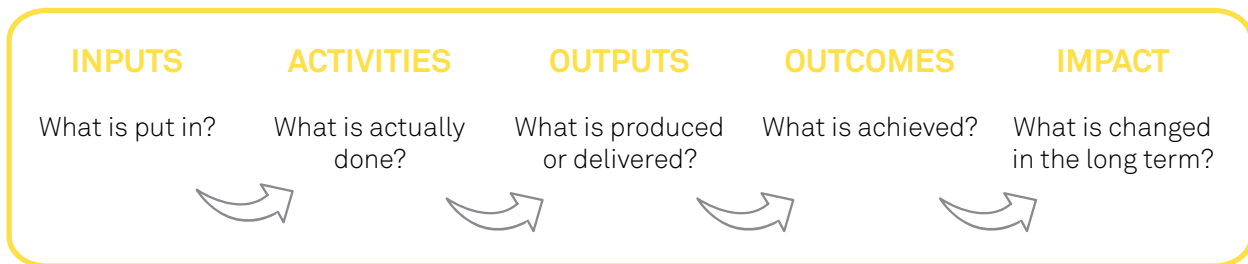 INPUTS
What is put in?
ACTIVITIES
What is actually
done?
OUTPUTS
What is produced
or delivered?
OUTCOMES
What is achieved?
IMPACT
What is changed
in the long term?